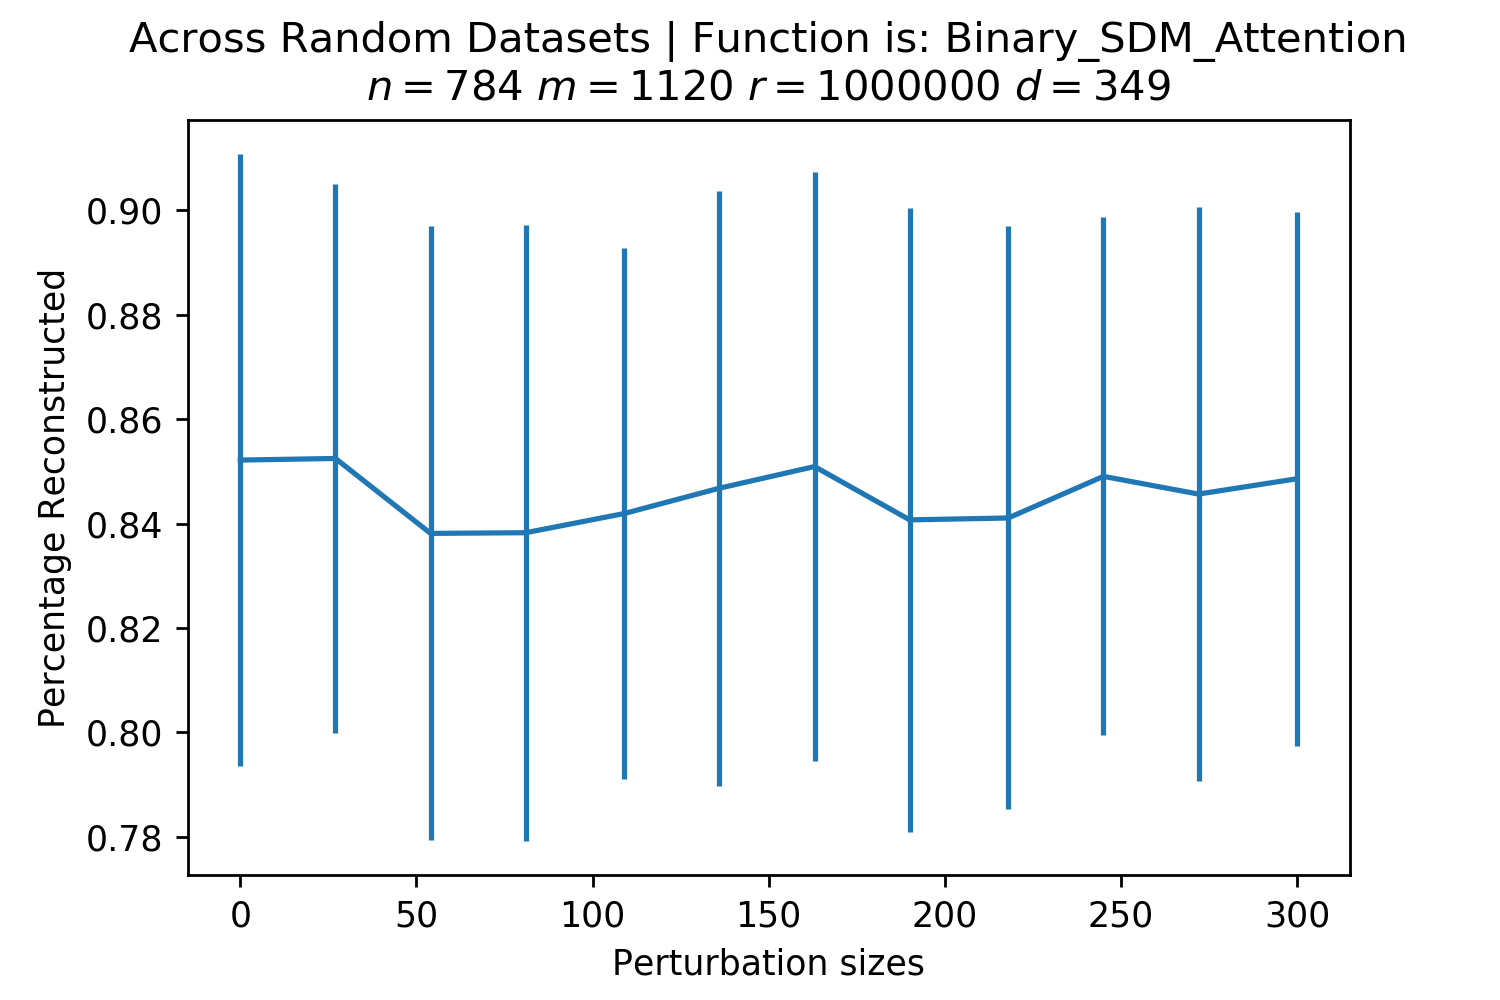 Across Random Datasets | Function is: Binary_SDM_Attention
n = 784 m = 1120 r = 1000000 d = 349
Percentage Reconstructed
0.90
0.88
0.86
0.84
0.82
0.80
0.78
0 50 100 150 200 250 300
Perturbation sizes